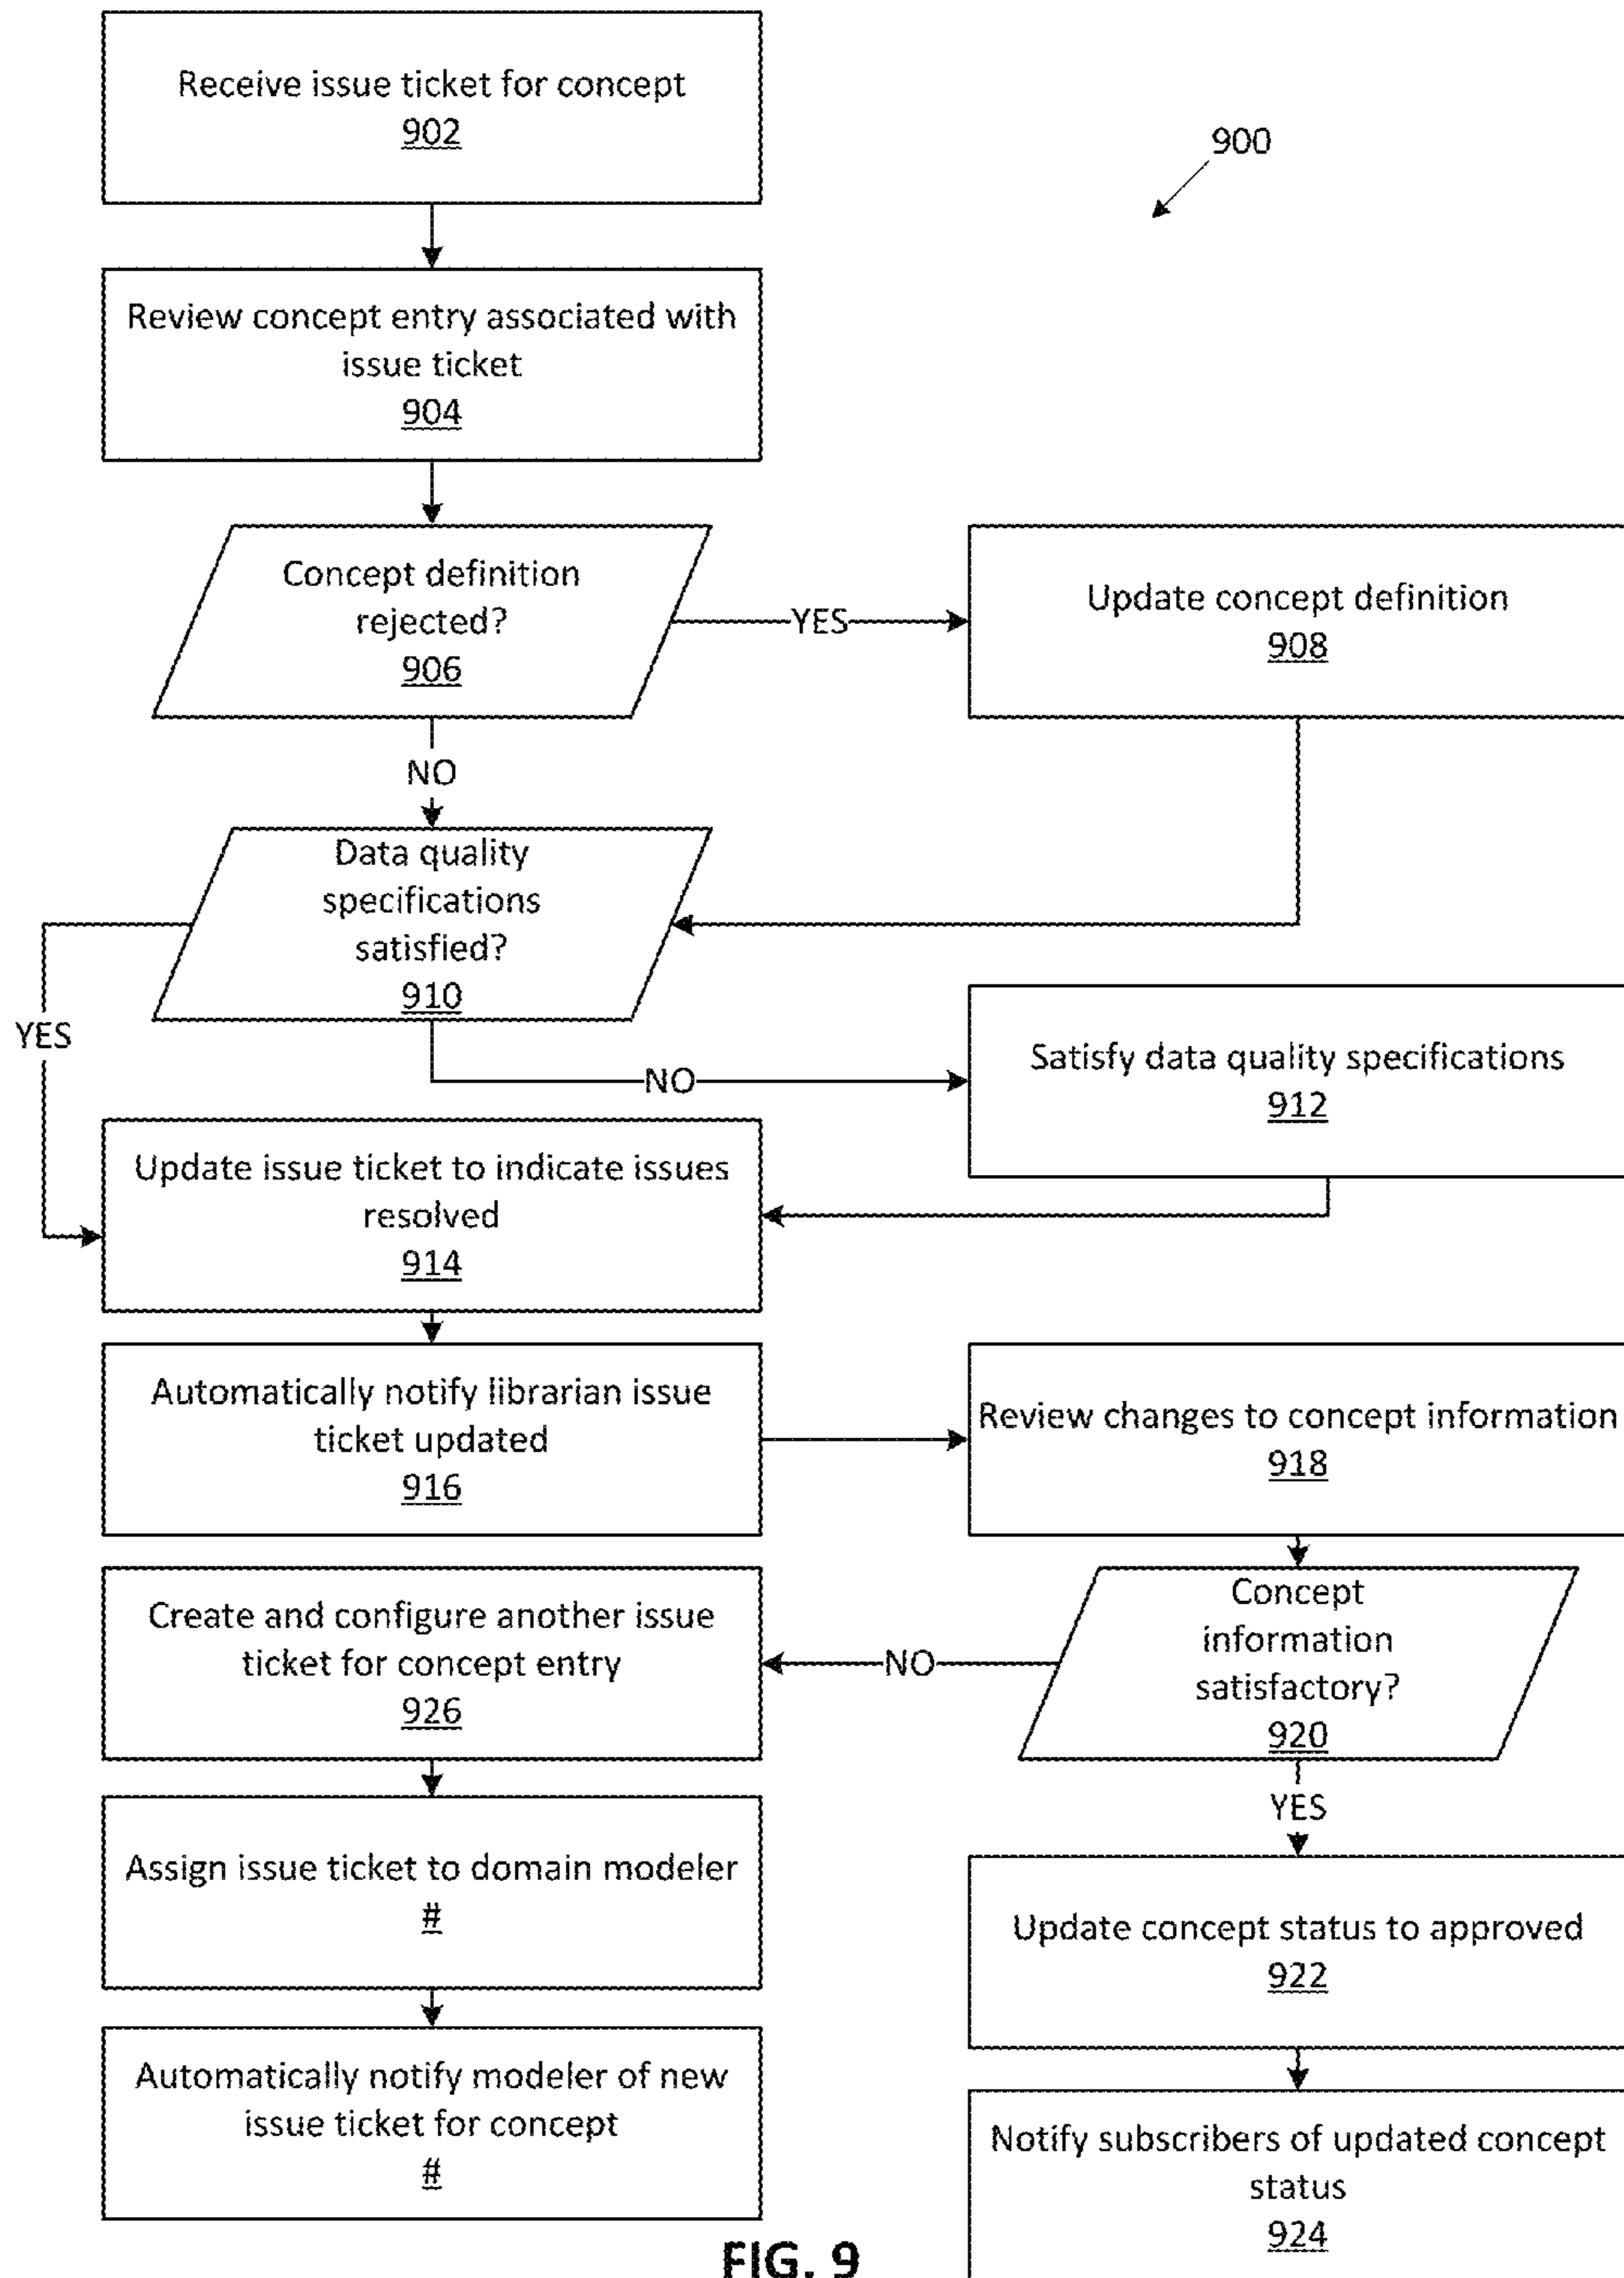 Receive issue ticket for concept
902
900
Review concept entry associated with
issue ticket
904
Concept definition
rejected?
906
YES
Update concept definition
908
NO
Data quality
specifications
satisfied?
910
YES
NO
Satisfy data quality specifications
912
Update issue ticket to indicate issues
resolved
914
Automatically notify librarian issue
ticket updated
916
Review changes to concept information
918
Concept
information
satisfactory?
920
NO
Create and configure another issue
ticket for concept entry
926
YES
Assign issue ticket to domain modeler
#
Update concept status to approved
922
Automatically notify modeler of new
issue ticket for concept
#
Notify subscribers of updated concept
status
924
FIG. 9